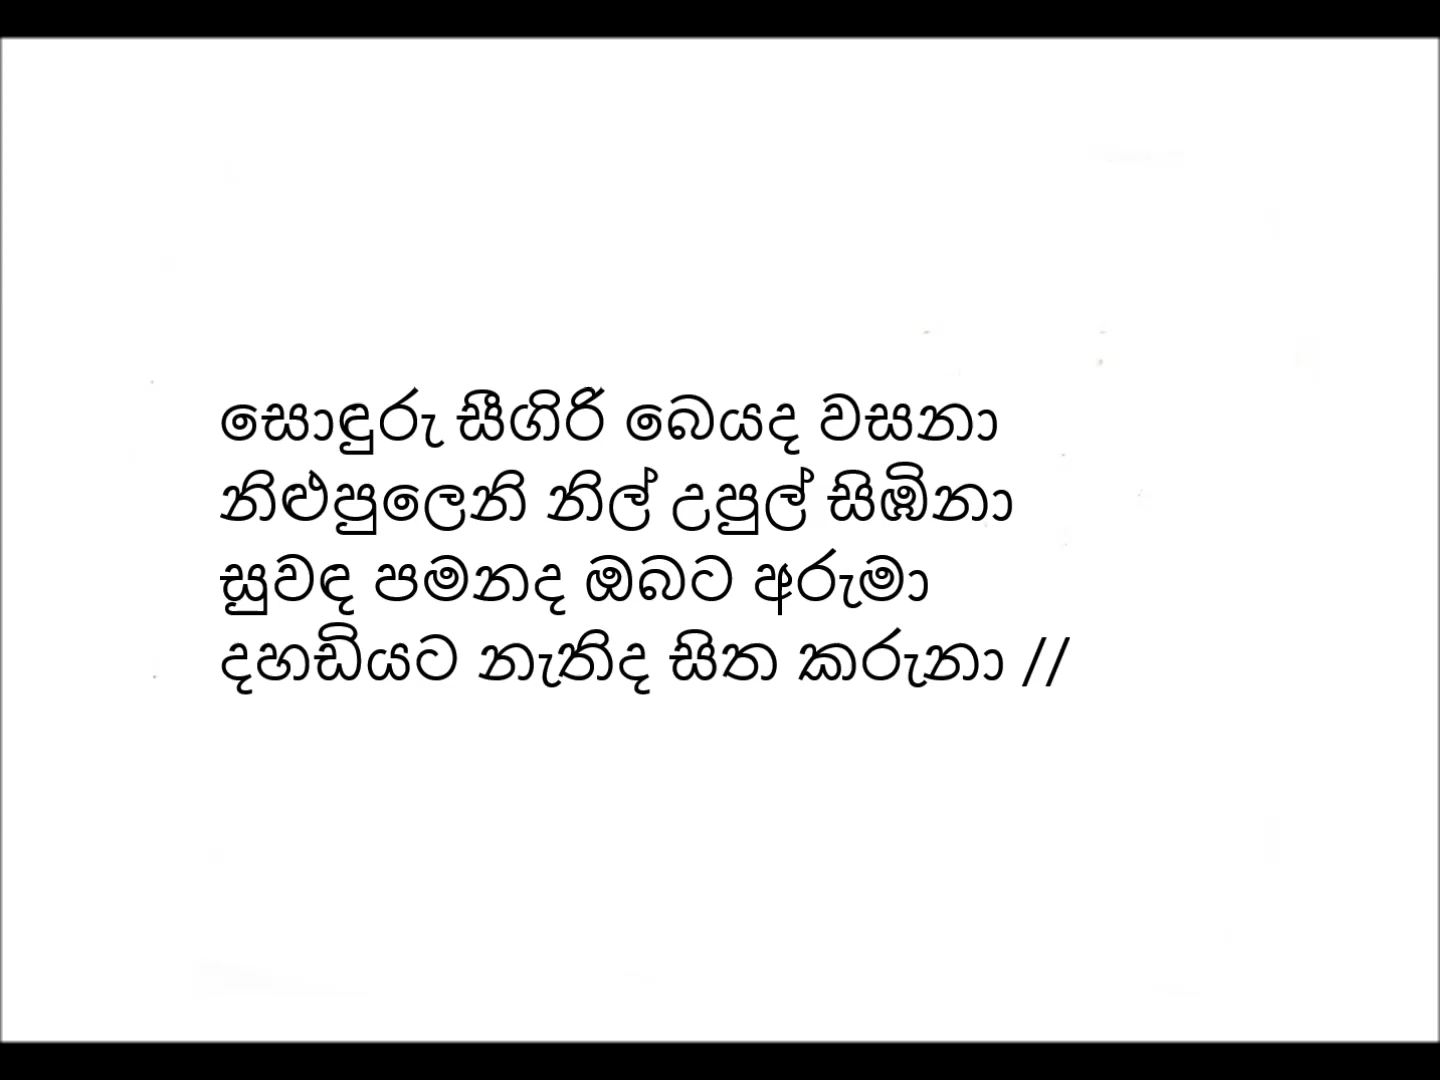 සොඳුරු සීගිරි බෙයද වසනා
නිළුපුලෙනි නිල් උපුල් සිඹිනා
සුවඳ පමනද ඔබට අරුමා
දහඩියට නැතිද සිත කරුනා //